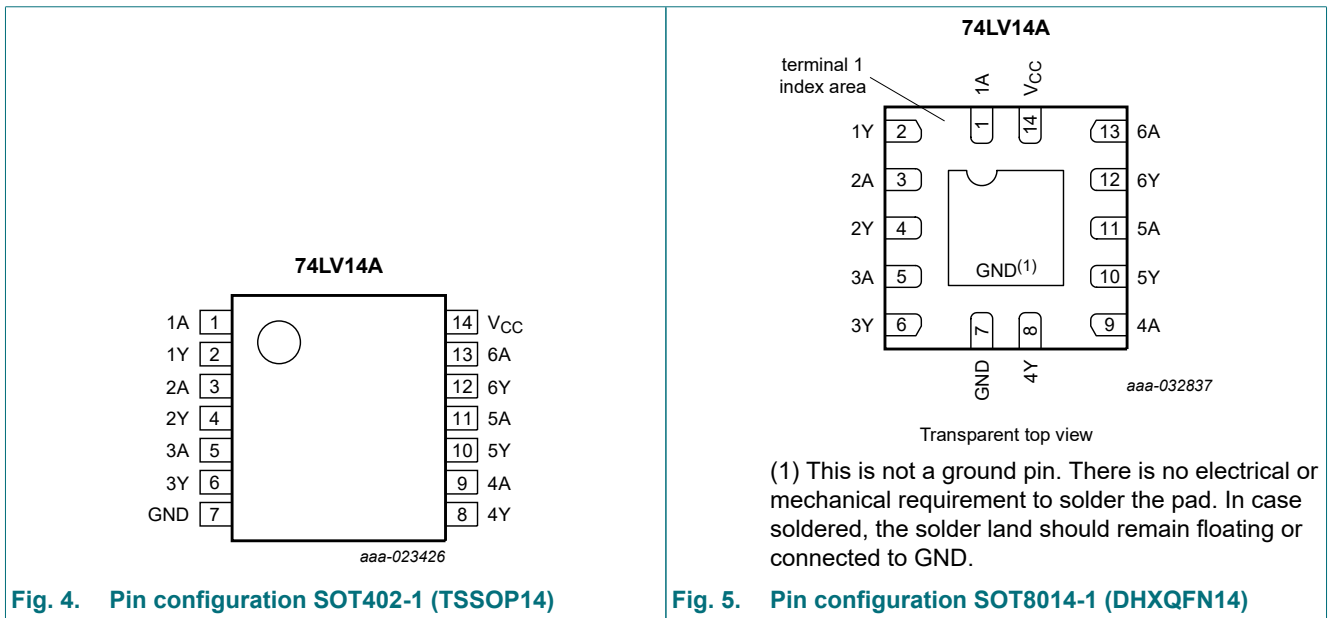 74LV14A
1A 1
14 VCC
1Y 2
13 6A
2A 3
12 6Y
2Y 4
11 5A
3A 5
10 5Y
3Y 6
9 4A
GND 7
8 4Y
aaa-023426
Fig. 4. Pin configuration SOT402-1 (TSSOP14)
74LV14A
terminal 1
index area
1A
VCC
1
14
1Y 2
13 6A
2A 3
12 6Y
2Y 4
11 5A
3A 5
GND(1)
10 5Y
3Y 6
9 4A
7
8
GND
4Y
aaa-032837
Transparent top view
(1) This is not a ground pin. There is no electrical or
mechanical requirement to solder the pad. In case
soldered, the solder land should remain floating or
connected to GND.
Fig. 5. Pin configuration SOT8014-1 (DHXQFN14)